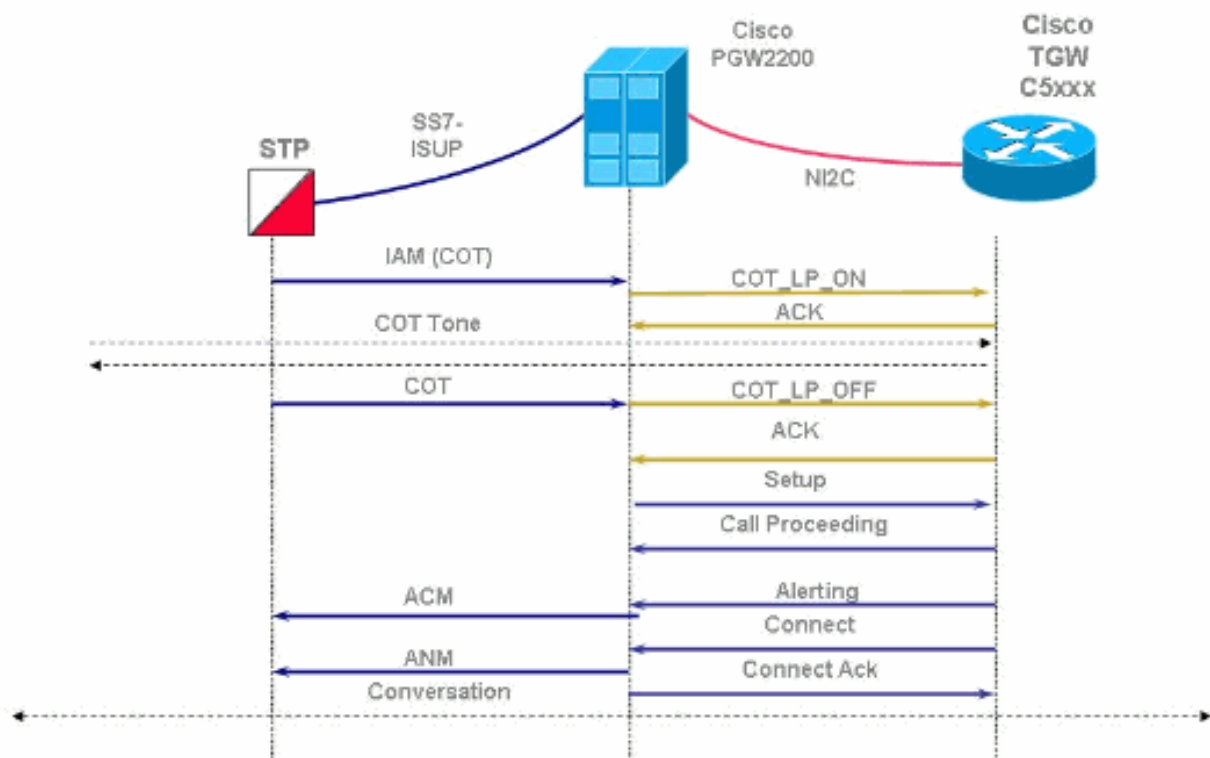 Cisco
PGW2200
Cisco
TGW
C5xxx
SS7-
ISUP
STP
NI2C
IAM (COT)
COT_LP_ON
ACK
COT Tone
COT
COT_LP_OFF
ACK
Setup
Call Proceeding
Alerting
ACM
Connect
ANM
Connect Ack
Conversation